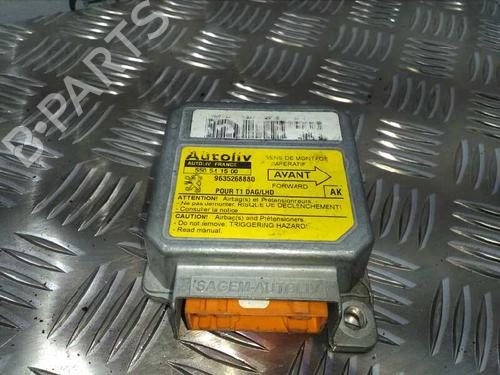 B-PARTS
Autoliv
AUTOLIV FRANCE
550 54 15 00
9635268880
SENS DE MONTAGE
IMPERATIF
AVANT
FORWARD
POUR T1 DAG/LHD
AK
ATTENTION! Airbag(s) et Prétensionneurs.
- Ne pas démonter. RISQUE DE DECLENCHEMENT!
- Consulter la notice
CAUTION! Airbag(s) and Pretensioners.
- Do not remove. TRIGGERING HAZARD!
- Read manual.
SAGEM-AUTOLIV